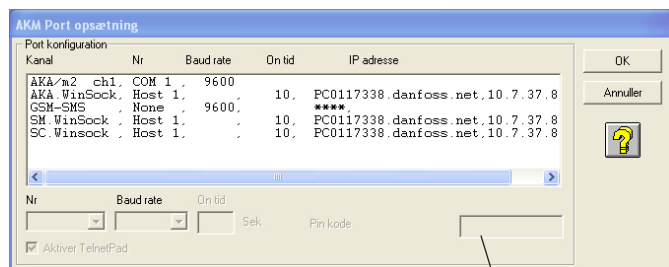 AKM Port opsætning
Port konfiguration
Kanal Nr Baud rate On tid IP adresse
AKA/m2 ch1, COM 1 , 9600
AKA.WinSock, Host 1, , 10, PC0117338.danfoss.net,10.7.37.8
GSM-SMS , None , 9600, ****,
SM.WinSock , Host 1, , 10, PC0117338.danfoss.net,10.7.37.8
SC.Winsock , Host 1, , 10, PC0117338.danfoss.net,10.7.37.8
OK
Annuller
Nr Baud rate On tid
Sek. Pin kode
Aktiver TelnetPad